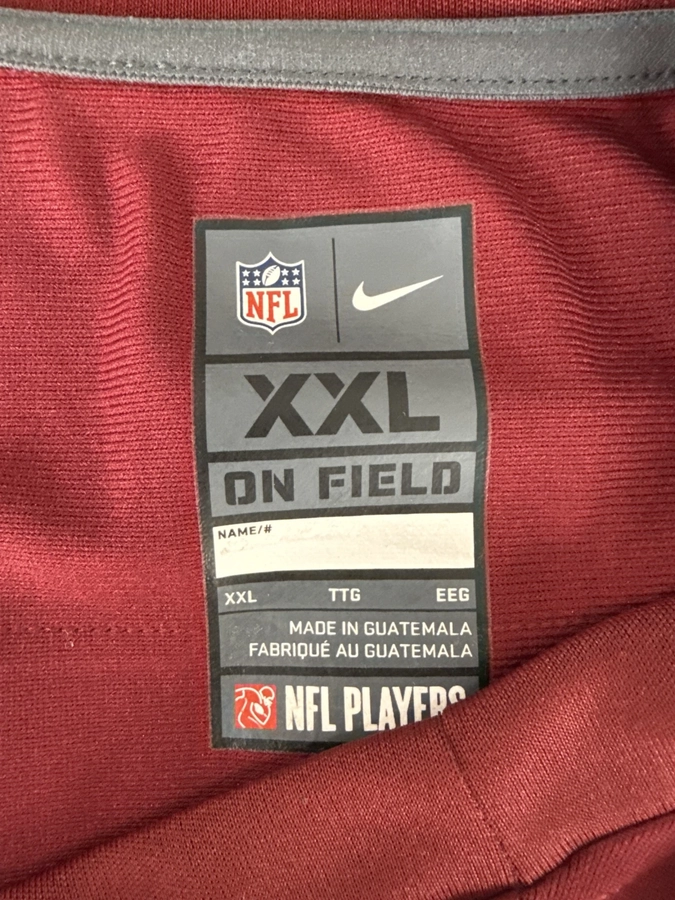 NFL
XXL
ON FIELD
NAME/#
XXL TTG EEG
MADE IN GUATEMALA
FABRIQUÉ AU GUATEMALA
NFL PLAYERS